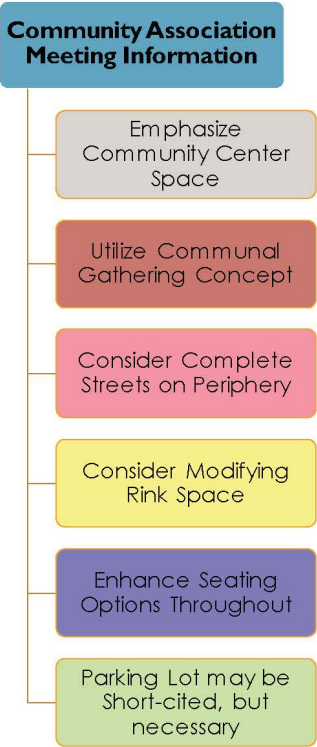 Community Association
Meeting Information
Emphasize
Community Center
Space
Utilize Communal
Gathering Concept
Consider Complete
Streets on Periphery
Consider Modifying
Rink Space
Enhance Seating
Options Throughout
Parking Lot may be
Short-cited, but
necessary